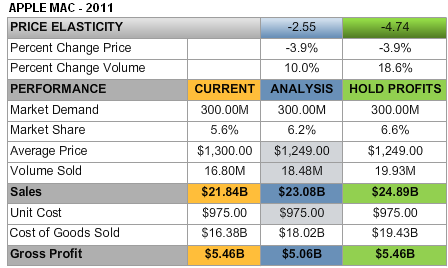 APPLE MAC - 2011
PRICE ELASTICITY -2.55 -4.74
Percent Change Price -3.9% -3.9%
Percent Change Volume 10.0% 18.6%
PERFORMANCE CURRENT ANALYSIS HOLD PROFITS
Market Demand 300.00M 300.00M 300.00M
Market Share 5.6% 6.2% 6.6%
Average Price $1,300.00 $1,249.00 $1,249.00
Volume Sold 16.80M 18.48M 19.93M
Sales $21.84B $23.08B $24.89B
Unit Cost $975.00 $975.00 $975.00
Cost of Goods Sold $16.38B $18.02B $19.43B
Gross Profit $5.46B $5.06B $5.46B